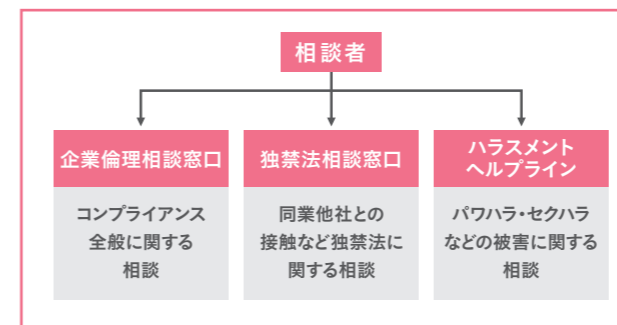 相談者
企業倫理相談窓口
コンプライアンス
全般に関する
相談
独禁法相談窓口
同業他社との
接触など独禁法に
関する相談
ハラスメント
ヘルプライン
パワハラ・セクハラ
などの被害に関する
相談